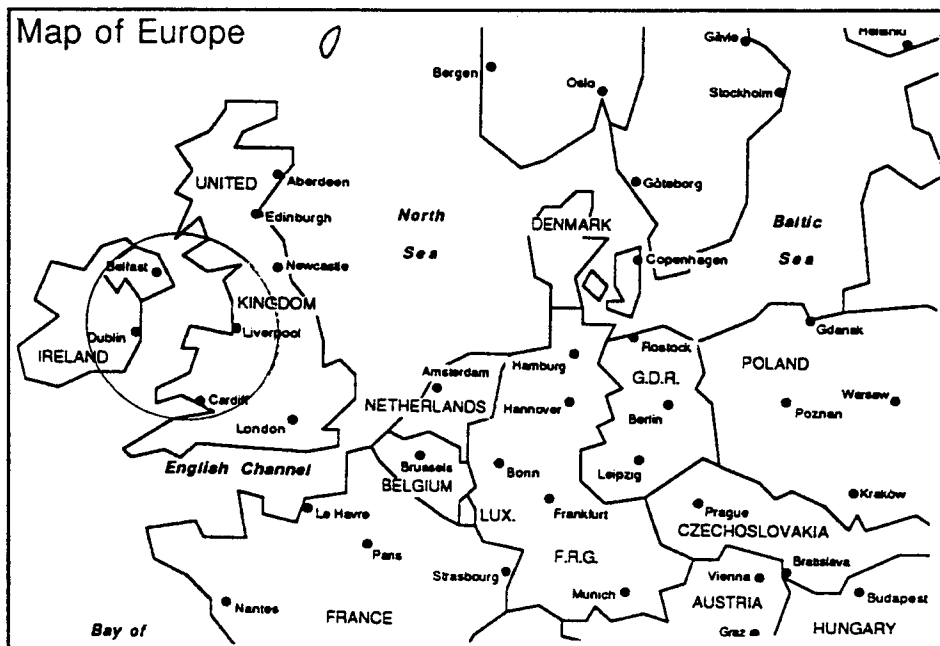 Map of Europe
Gävle
Helsinki
Bergen
Oslo
Stockholm
UNITED
Aberdeen
Göteborg
Edinburgh
North
Sea
DENMARK
Baltic
Sea
Belfast
Newcastle
Copenhagen
KINGDOM
Dublin
Liverpool
Gdansk
IRELAND
Rostock
Hamburg
POLAND
Amsterdam
G.D.R.
Cardiff
NETHERLANDS
Hannover
Berlin
Poznan
Warsaw
London
English Channel
Brussels
BELGIUM
Bonn
Leipzig
Le Havre
LUX.
Frankfurt
Prague
Kraków
CZECHOSLOVAKIA
Paris
F.R.G.
Strasbourg
Vienna
Bratislava
Nantes
FRANCE
Munich
AUSTRIA
Budapest
Bay of
Graz
HUNGARY